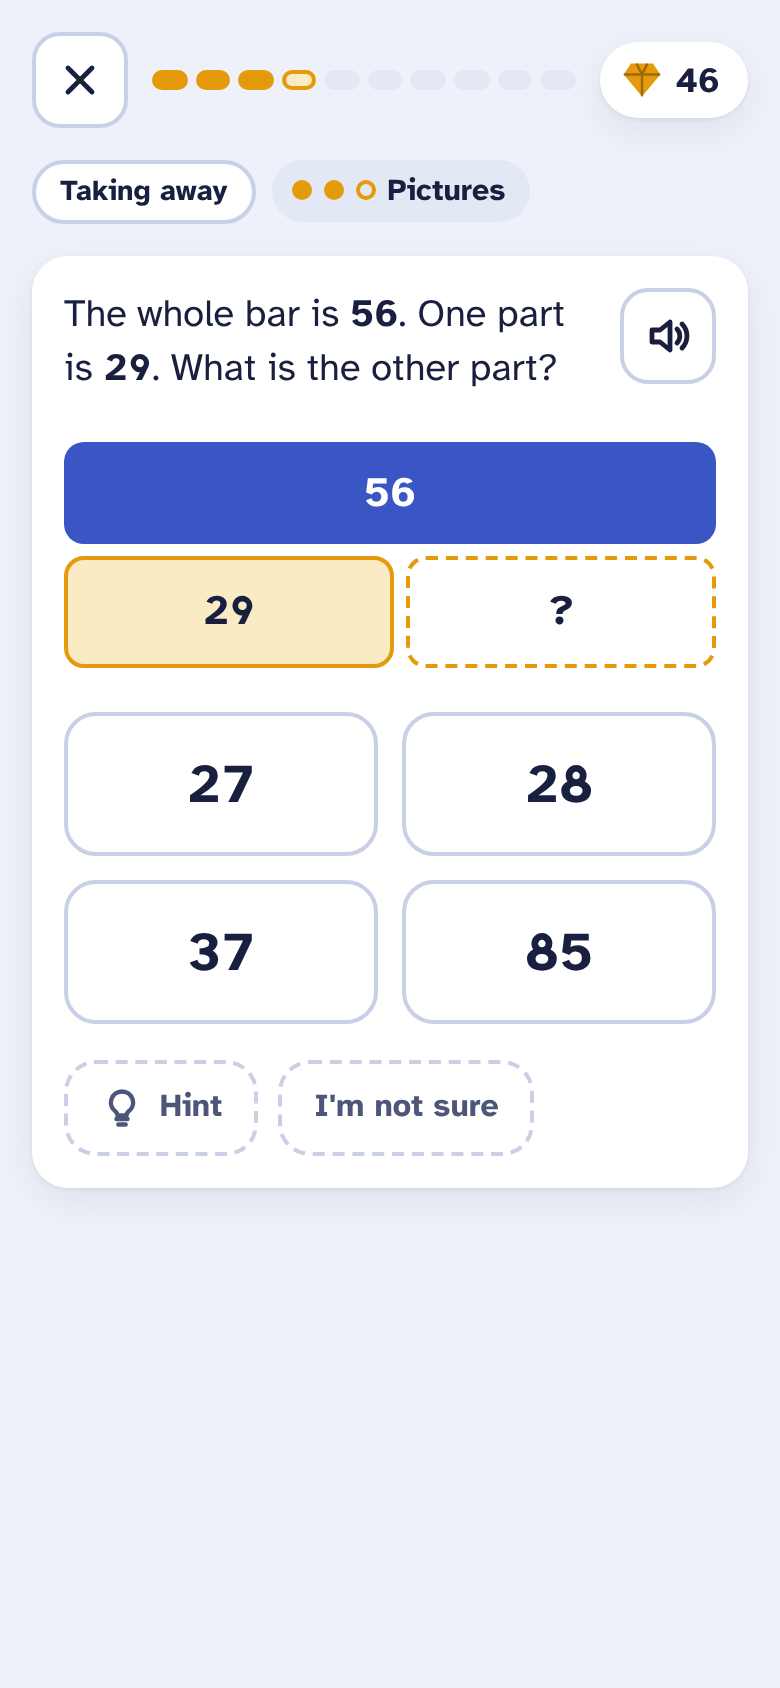 46
Taking away
Pictures
The whole bar is 56. One part
is 29. What is the other part?
56
29
?
27
28
37
85
Hint
I'm not sure